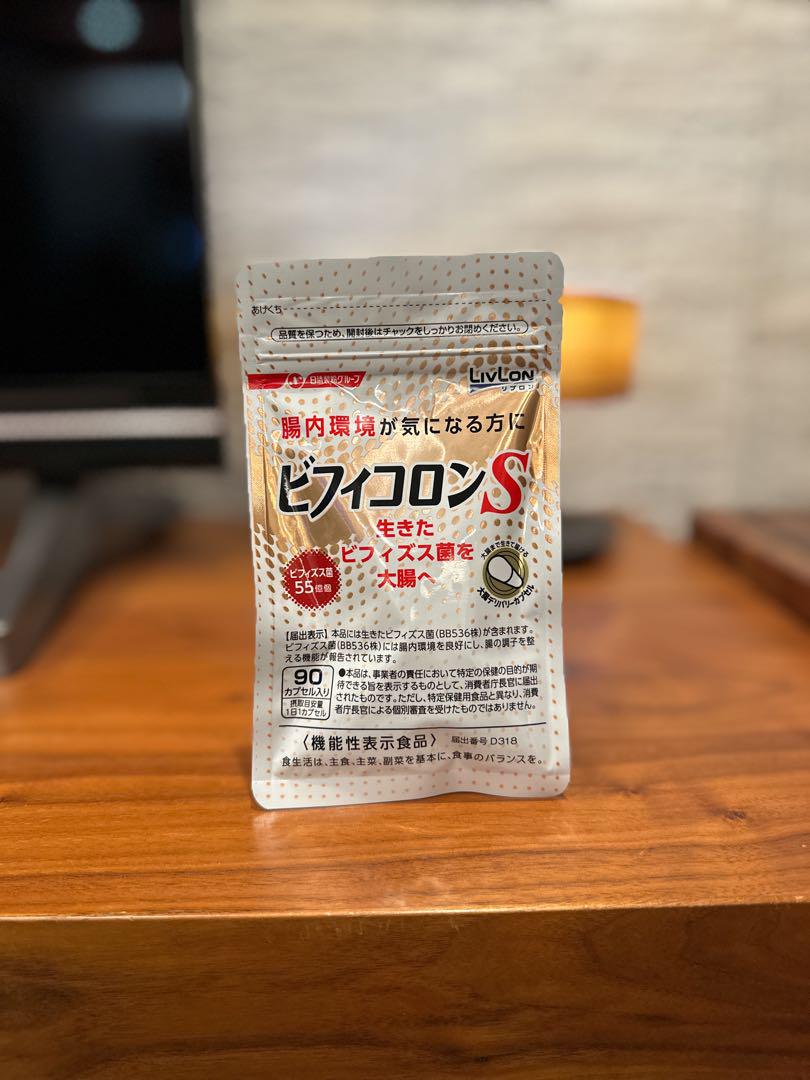 あけくち
品質を保つため、開封後はチャックをしっかりお閉めください。
日清製粉グループ
LIVLON
リブロン
腸内環境が気になる方に
ビフィコロンS
生きた
ビフィズス菌を
大腸へ
ビフィズス菌
55億個
大腸まで生きて届ける
大腸デリバリーカプセル
【届出表示】本品には生きたビフィズス菌(BB536株)が含まれます。
ビフィズス菌(BB536株)には腸内環境を良好にし、腸の調子を整
える機能が報告されています。
90
カプセル入り
摂取目安量
1日1カプセル
●本品は、事業者の責任において特定の保健の目的が期
待できる旨を表示するものとして、消費者庁長官に届出
されたものです。ただし、特定保健用食品と異なり、消費
者庁長官による個別審査を受けたものではありません。
〈機能性表示食品〉 届出番号 D318
食生活は、主食、主菜、副菜を基本に、食事のバランスを。